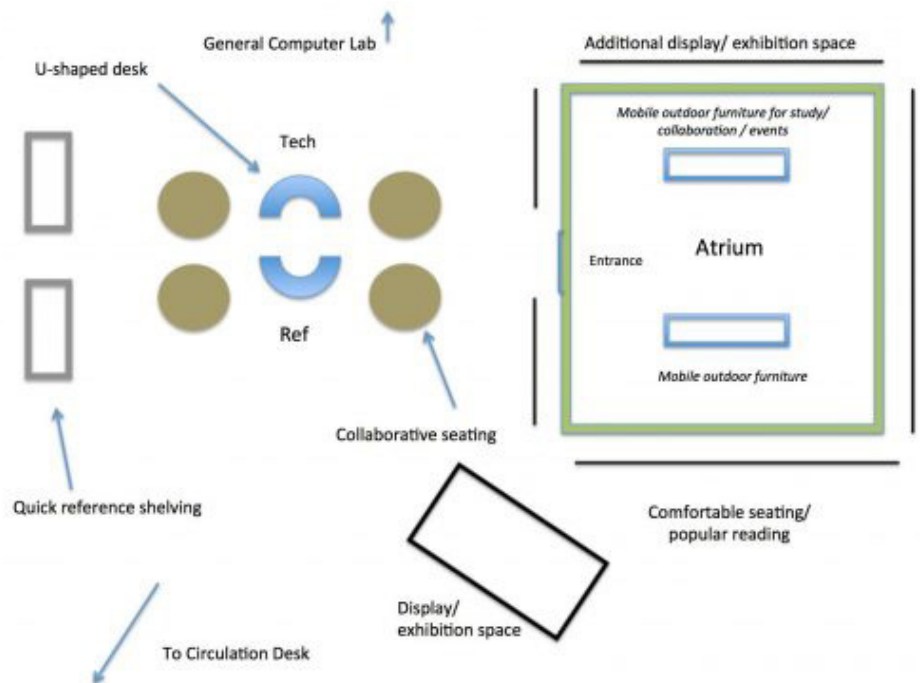 General Computer Lab
Additional display/ exhibition space
U-shaped desk
Mobile outdoor furniture for study/
collaboration / events
Tech
Entrance
Atrium
Ref
Mobile outdoor furniture
Collaborative seating
Quick reference shelving
Comfortable seating/
popular reading
Display/
exhibition space
To Circulation Desk